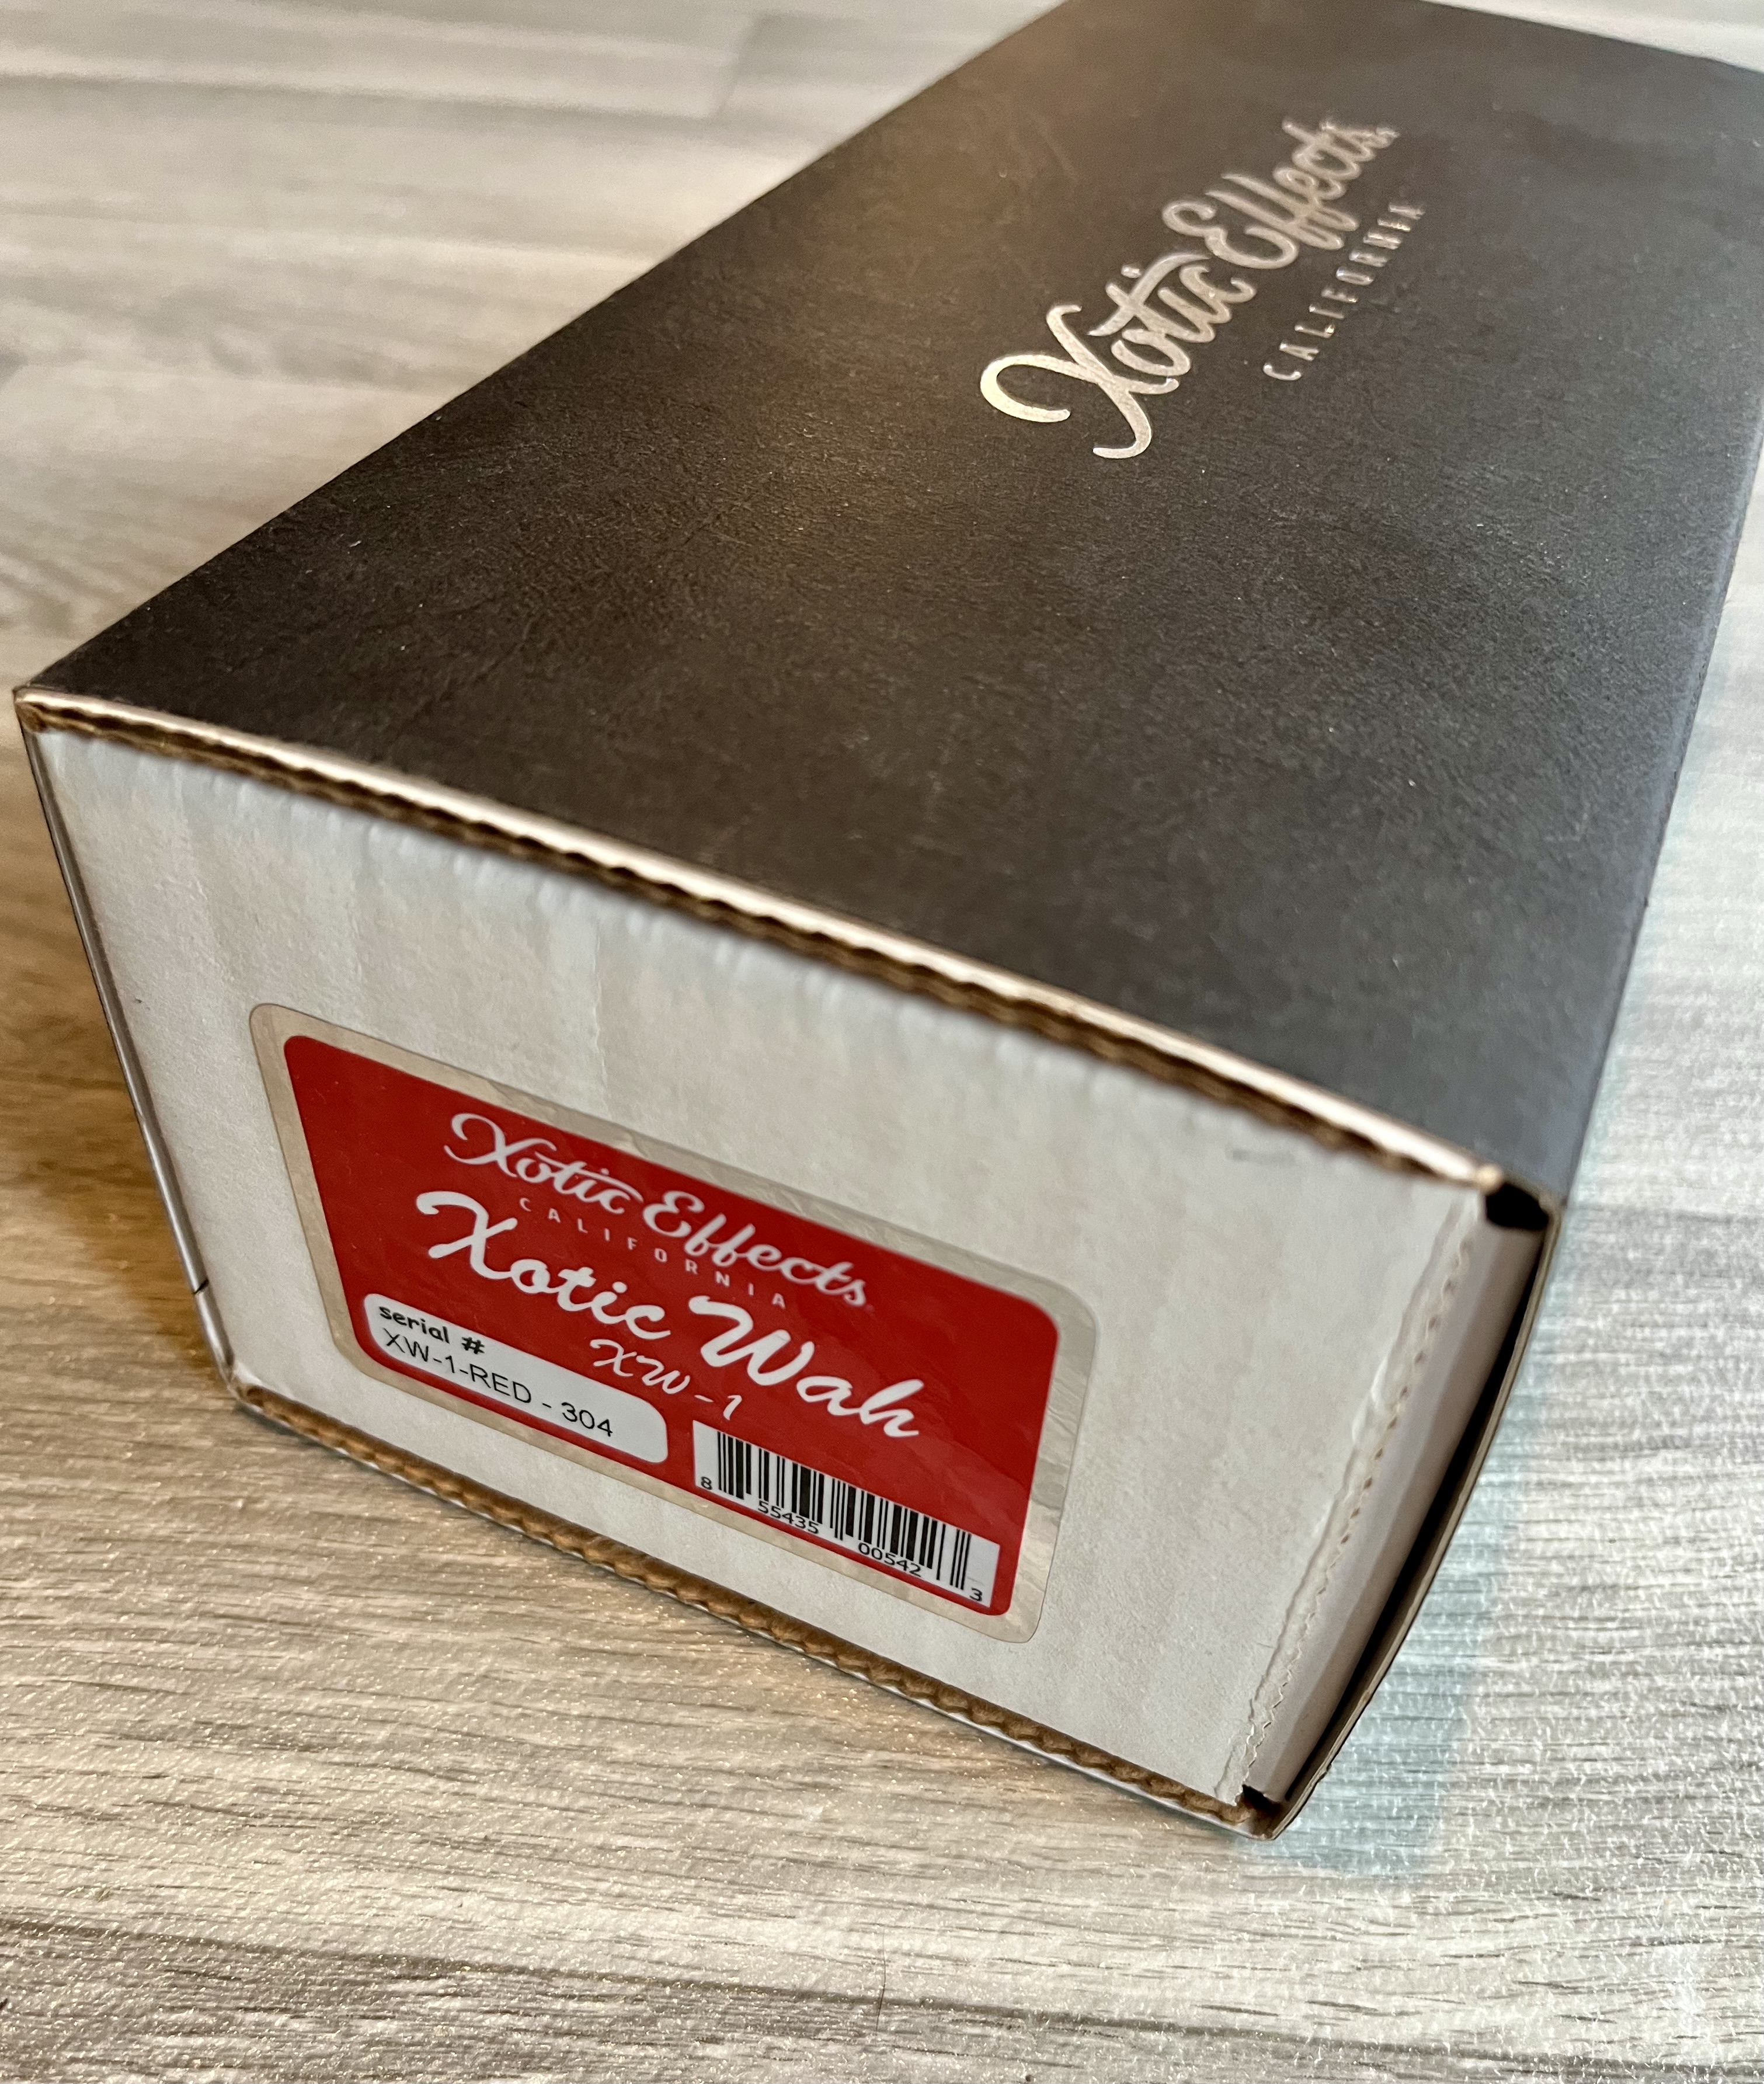 Xotic Effects
CALIFORNIA
Xotic Effects
CALIFORNIA
Xotic Wah
XW-1
serial #
XW-1-RED - 304
8 55435 00542 3